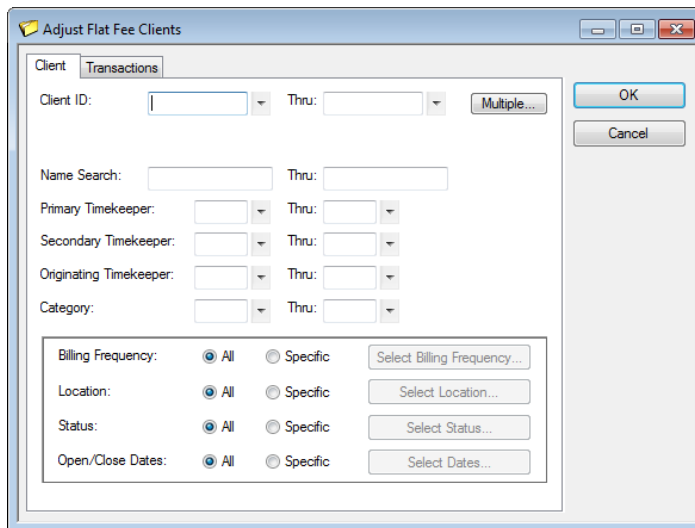 Adjust Flat Fee Clients
Client Transactions
Client ID: Thru: Multiple... OK
Cancel
Name Search: Thru:
Primary Timekeeper: Thru:
Secondary Timekeeper: Thru:
Originating Timekeeper: Thru:
Category: Thru:
Billing Frequency: All Specific Select Billing Frequency...
Location: All Specific Select Location...
Status: All Specific Select Status...
Open/Close Dates: All Specific Select Dates...